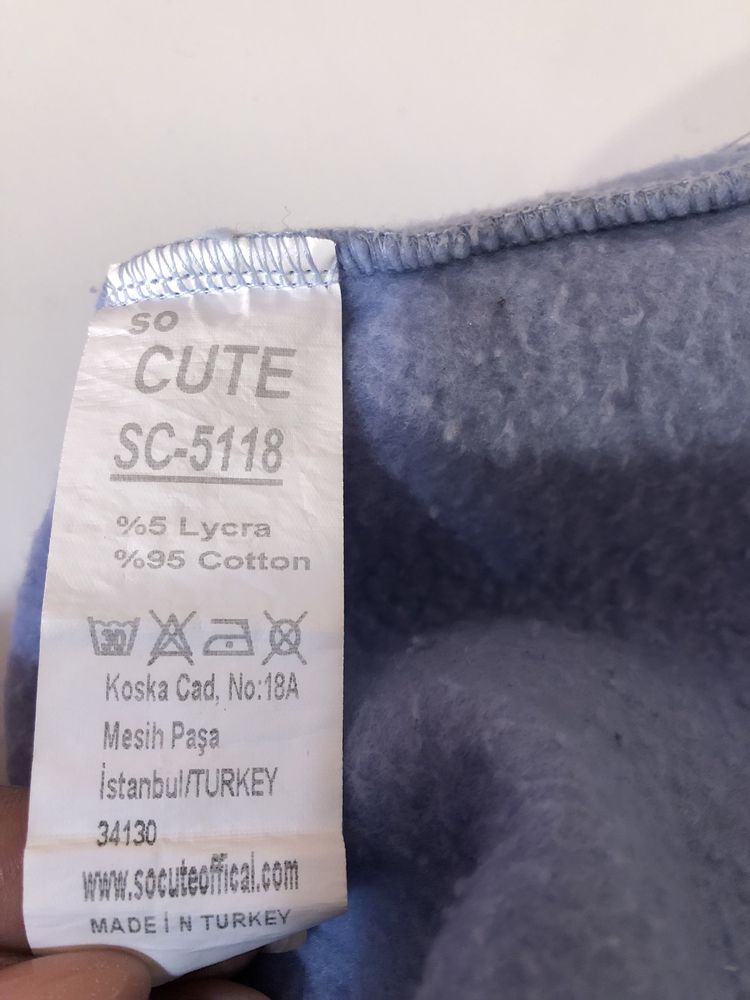 so
CUTE
SC-5118
%5 Lycra
%95 Cotton
30
Koska Cad, No:18A
Mesih Paşa
İstanbul/TURKEY
34130
www.socuteoffical.com
MADE İ N TURKEY